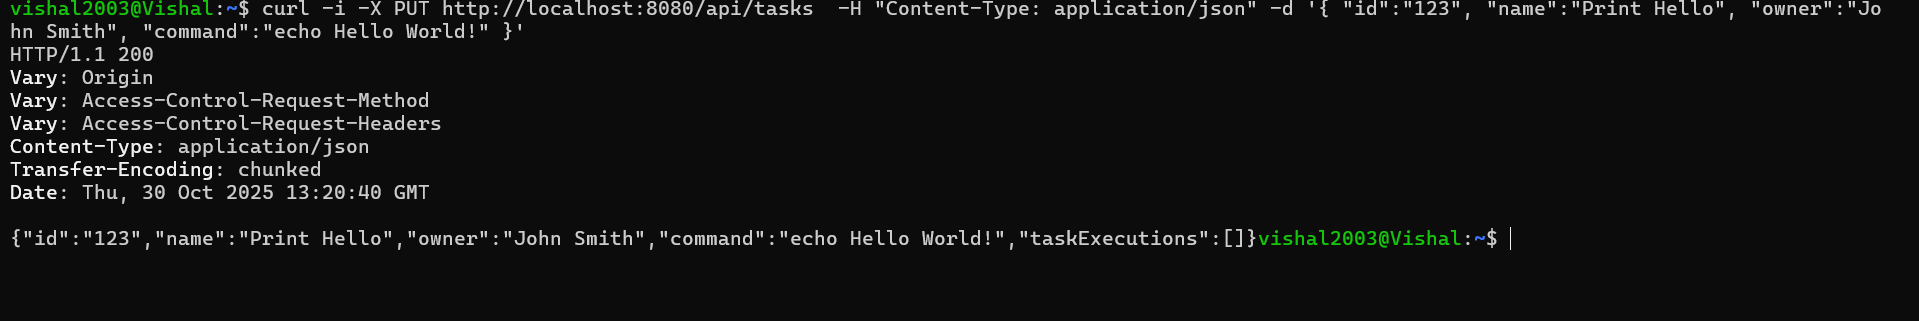 vishal2003@Vishal:~$ curl -i -X PUT http://localhost:8080/api/tasks  -H "Content-Type: application/json" -d '{ "id":"123", "name":"Print Hello", "owner":"Jo
hn Smith", "command":"echo Hello World!" }'
HTTP/1.1 200
Vary: Origin
Vary: Access-Control-Request-Method
Vary: Access-Control-Request-Headers
Content-Type: application/json
Transfer-Encoding: chunked
Date: Thu, 30 Oct 2025 13:20:40 GMT

{"id":"123","name":"Print Hello","owner":"John Smith","command":"echo Hello World!","taskExecutions":[]}vishal2003@Vishal:~$